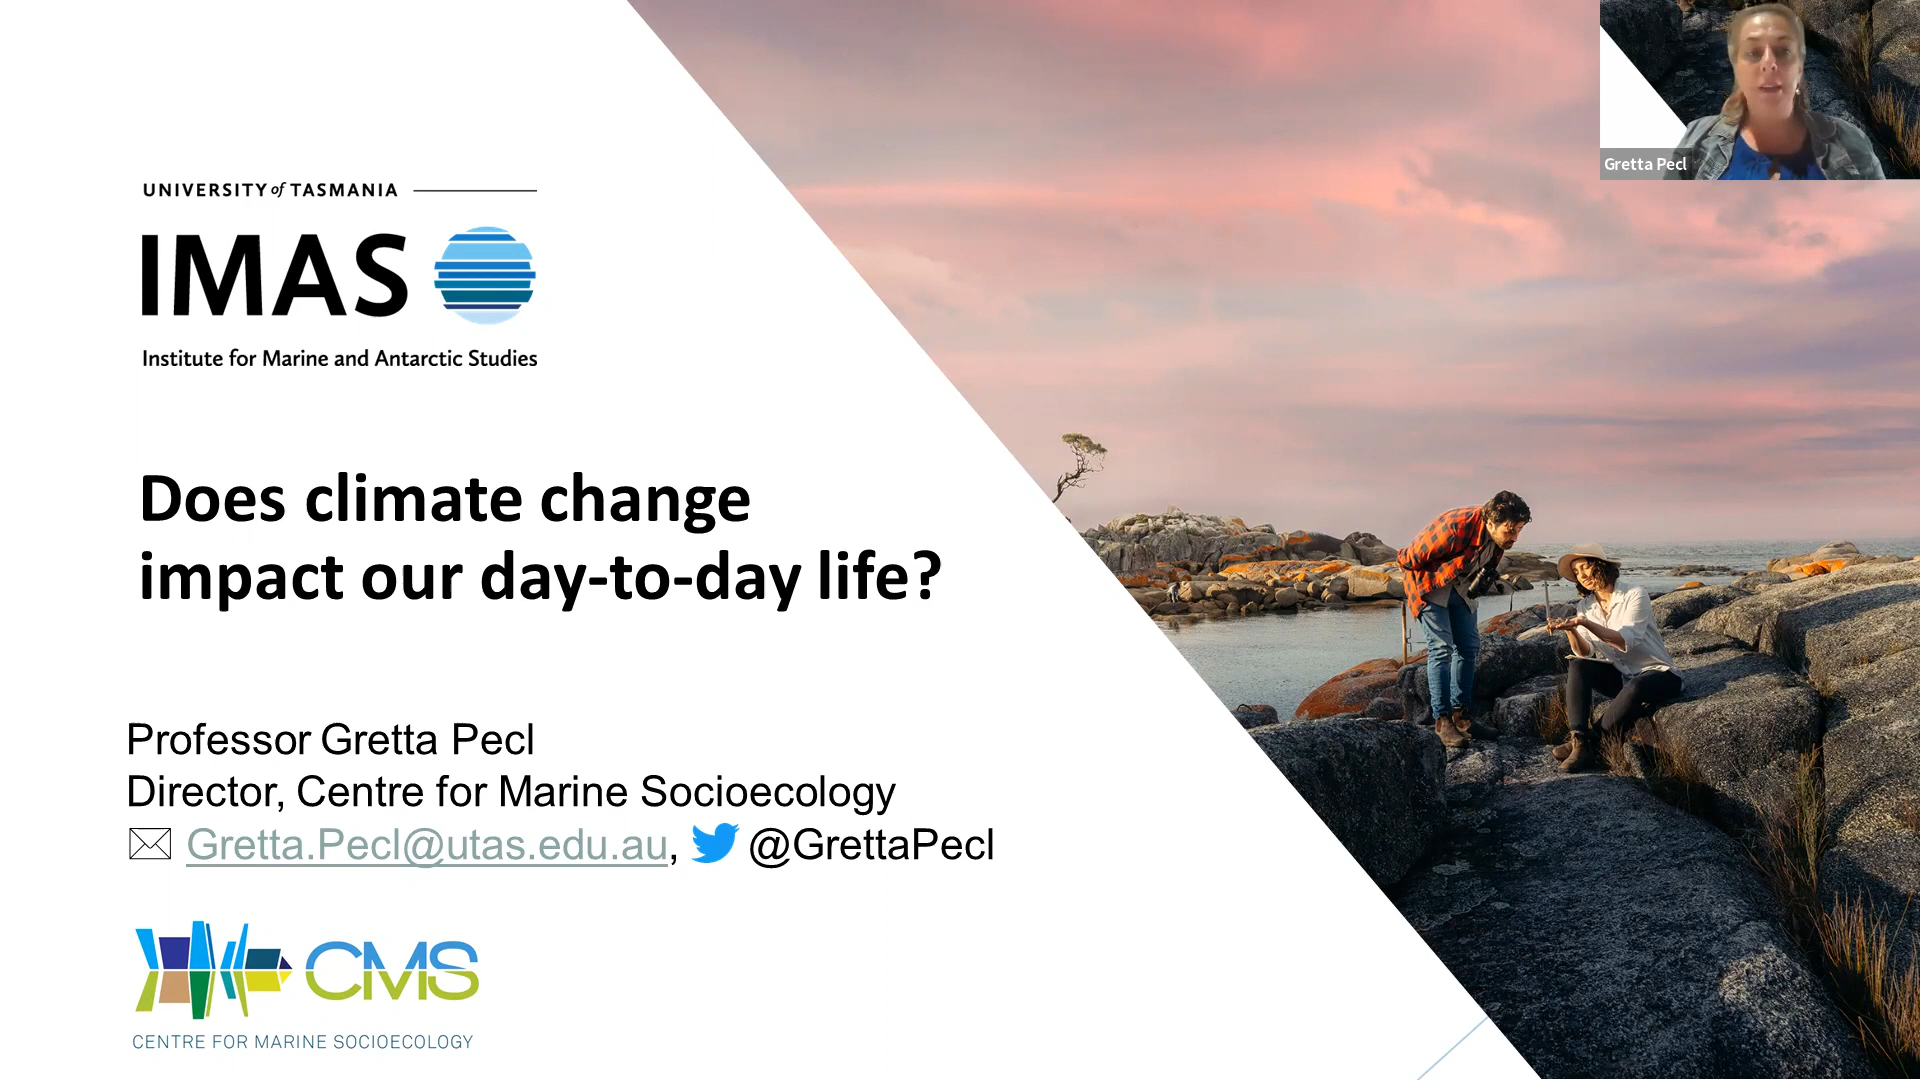 UNIVERSITY of TASMANIA
IMAS
Institute for Marine and Antarctic Studies
Does climate change
impact our day-to-day life?
Professor Gretta Pecl
Director, Centre for Marine Socioecology
Gretta.Pecl@utas.edu.au, @GrettaPecl
CMS
CENTRE FOR MARINE SOCIOECOLOGY
Gretta Pecl